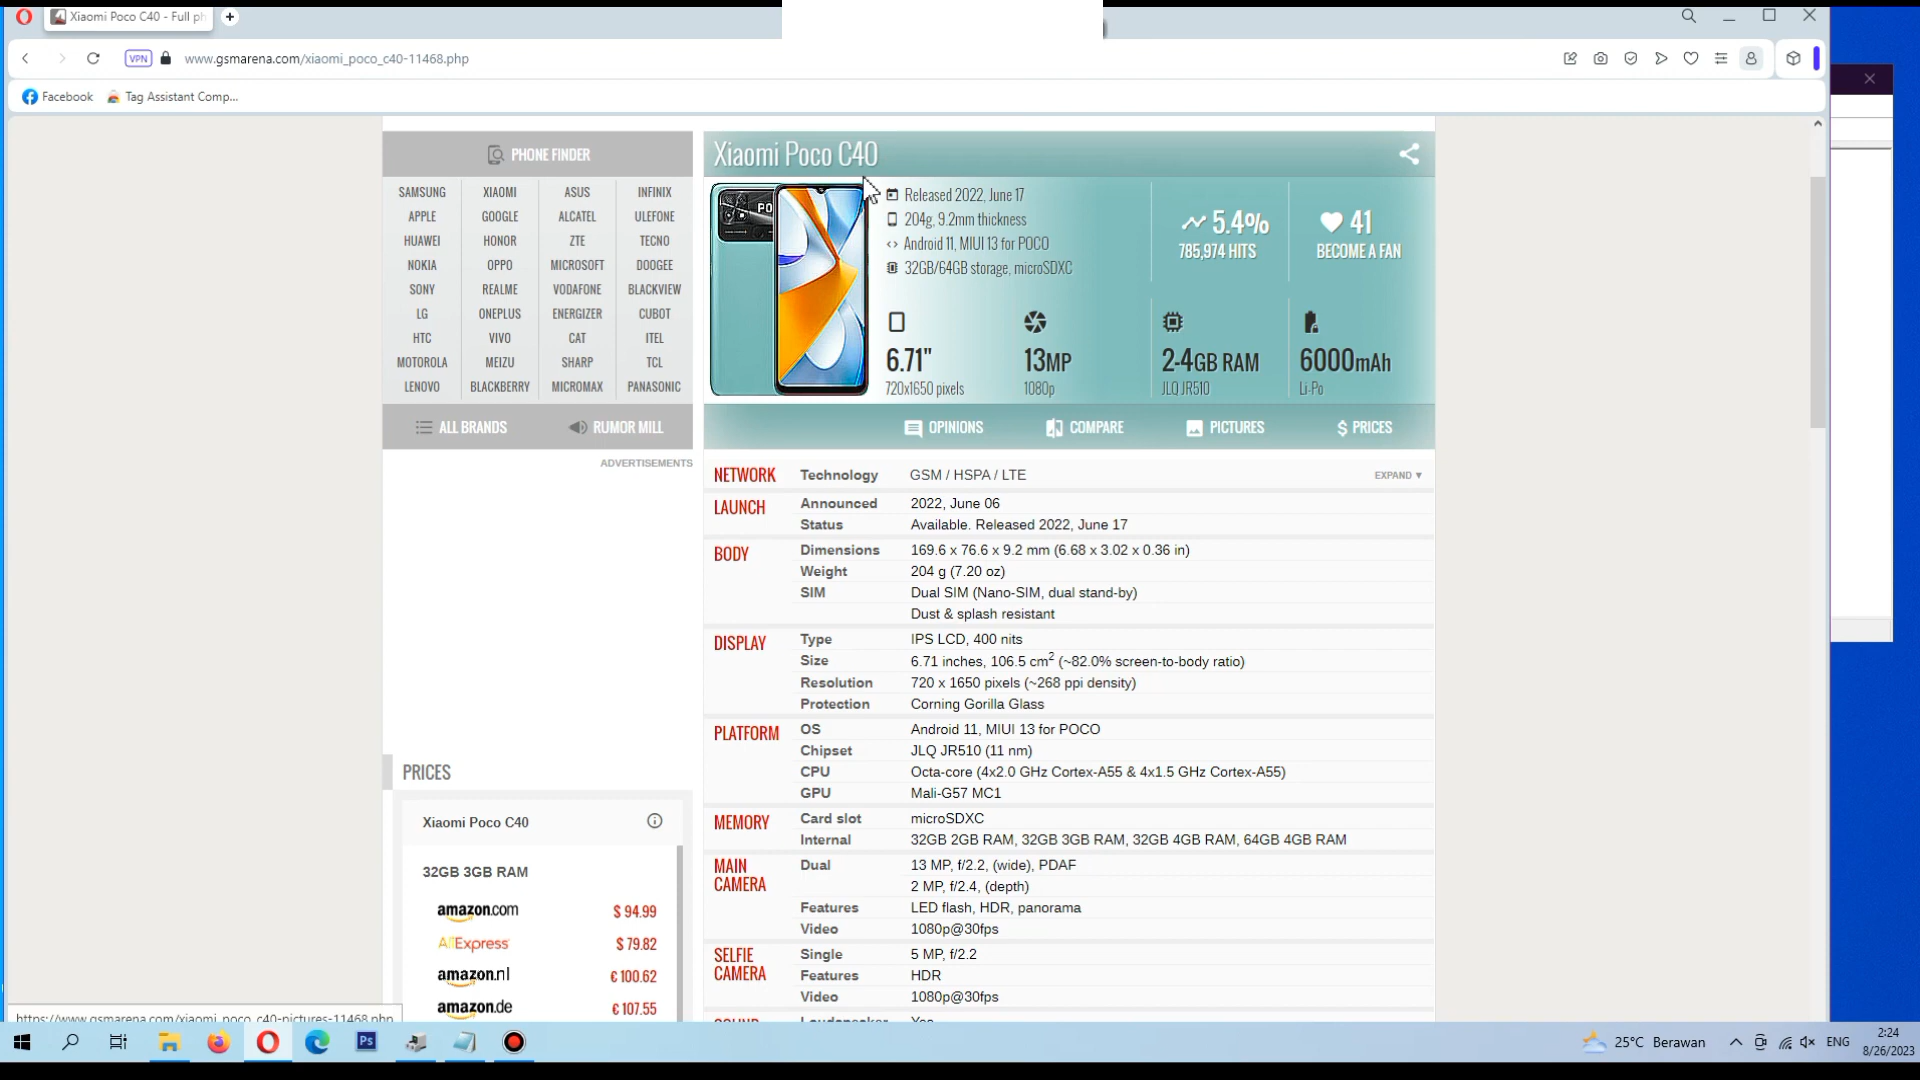 Xiaomi Poco C40 - Full ph
VPN
www.gsmarena.com/xiaomi_poco_c40-11468.php
Facebook
Tag Assistant Comp...
PHONE FINDER
SAMSUNG XIAOMI ASUS INFINIX
APPLE GOOGLE ALCATEL ULEFONE
HUAWEI HONOR ZTE TECNO
NOKIA OPPO MICROSOFT DOOGEE
SONY REALME VODAFONE BLACKVIEW
LG ONEPLUS ENERGIZER CUBOT
HTC VIVO CAT ITEL
MOTOROLA MEIZU SHARP TCL
LENOVO BLACKBERRY MICROMAX PANASONIC
ALL BRANDS RUMOR MILL
ADVERTISEMENTS
PRICES
Xiaomi Poco C40
32GB 3GB RAM
amazon.com $ 94.99
AliExpress $ 79.82
amazon.nl € 100.62
amazon.de € 107.55
Xiaomi Poco C40
PO
Released 2022, June 17
204g, 9.2mm thickness
Android 11, MIUI 13 for POCO
32GB/64GB storage, microSDXC
5.4%
785,974 HITS
41
BECOME A FAN
6.71"
720x1650 pixels
13MP
1080p
2-4GB RAM
JLQ JR510
6000mAh
Li-Po
OPINIONS COMPARE PICTURES $ PRICES
NETWORK Technology GSM / HSPA / LTE EXPAND ▼
LAUNCH Announced 2022, June 06
Status Available. Released 2022, June 17
BODY Dimensions 169.6 x 76.6 x 9.2 mm (6.68 x 3.02 x 0.36 in)
Weight 204 g (7.20 oz)
SIM Dual SIM (Nano-SIM, dual stand-by)
Dust & splash resistant
DISPLAY Type IPS LCD, 400 nits
Size 6.71 inches, 106.5 cm2 (~82.0% screen-to-body ratio)
Resolution 720 x 1650 pixels (~268 ppi density)
Protection Corning Gorilla Glass
PLATFORM OS Android 11, MIUI 13 for POCO
Chipset JLQ JR510 (11 nm)
CPU Octa-core (4x2.0 GHz Cortex-A55 & 4x1.5 GHz Cortex-A55)
GPU Mali-G57 MC1
MEMORY Card slot microSDXC
Internal 32GB 2GB RAM, 32GB 3GB RAM, 32GB 4GB RAM, 64GB 4GB RAM
MAIN CAMERA Dual 13 MP, f/2.2, (wide), PDAF
2 MP, f/2.4, (depth)
Features LED flash, HDR, panorama
Video 1080p@30fps
SELFIE CAMERA Single 5 MP, f/2.2
Features HDR
Video 1080p@30fps
SOUND Loudspeaker Yes
https://www.gsmarena.com/xiaomi_poco_c40-pictures-11468.php
Ps
25°C Berawan
ENG
2:24
8/26/2023